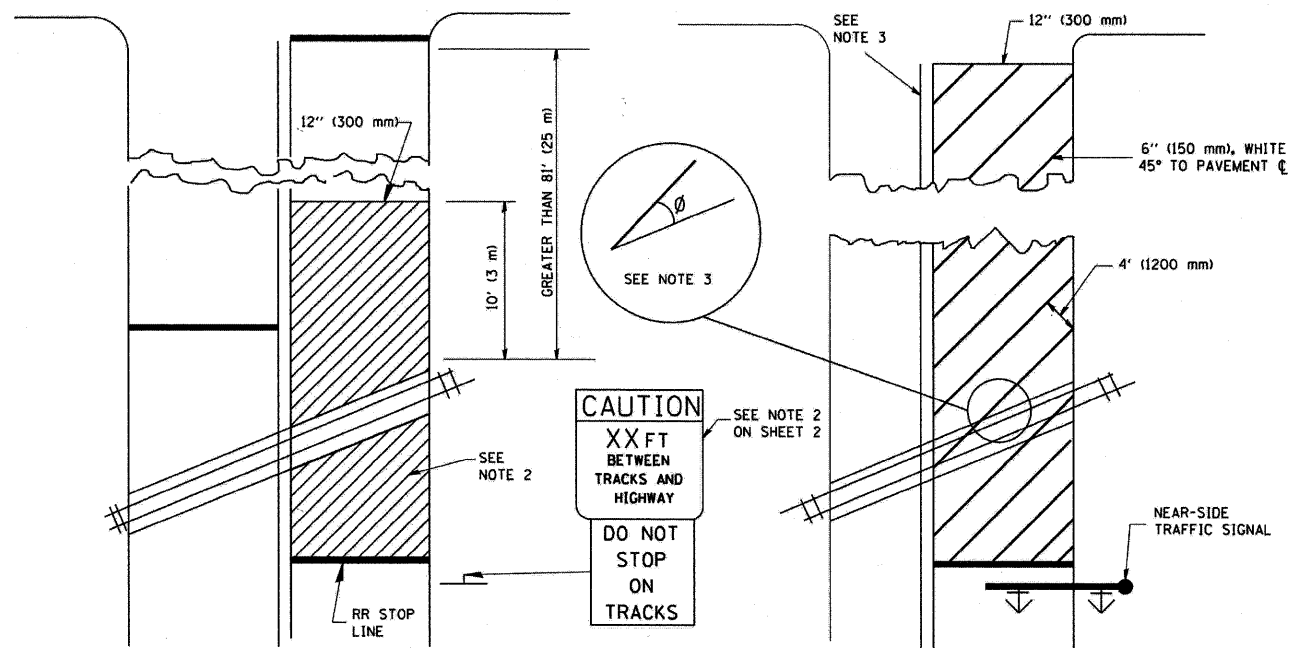 12" (300 mm)
GREATER THAN 81' (25 m)
10' (3 m)
SEE
NOTE 2
RR STOP
LINE
CAUTION
XX FT
BETWEEN
TRACKS AND
HIGHWAY
DO NOT
STOP
ON
TRACKS
SEE NOTE 2
ON SHEET 2
Ø
SEE NOTE 3
SEE
NOTE 3
12" (300 mm)
6" (150 mm), WHITE
45° TO PAVEMENT ℄
4' (1200 mm)
NEAR-SIDE
TRAFFIC SIGNAL